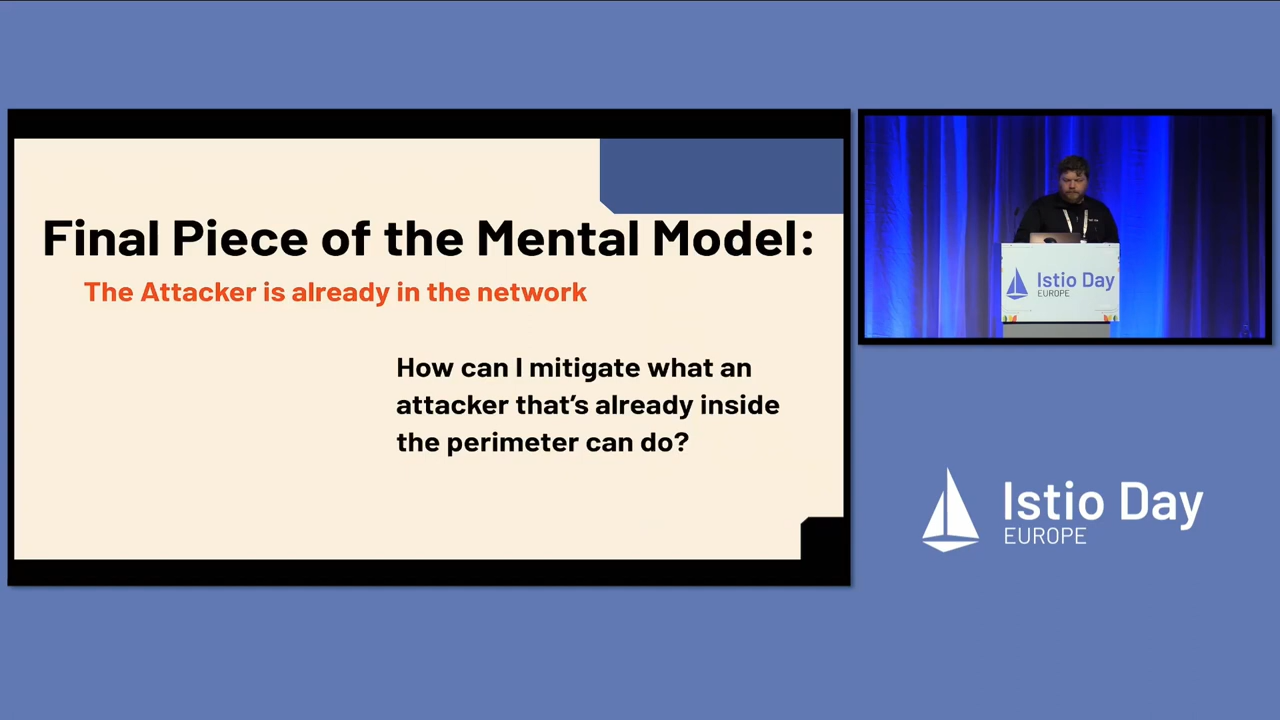 Final Piece of the Mental Model:
The Attacker is already in the network
How can I mitigate what an
attacker that’s already inside
the perimeter can do?
Istio Day
EUROPE
Istio Day
EUROPE